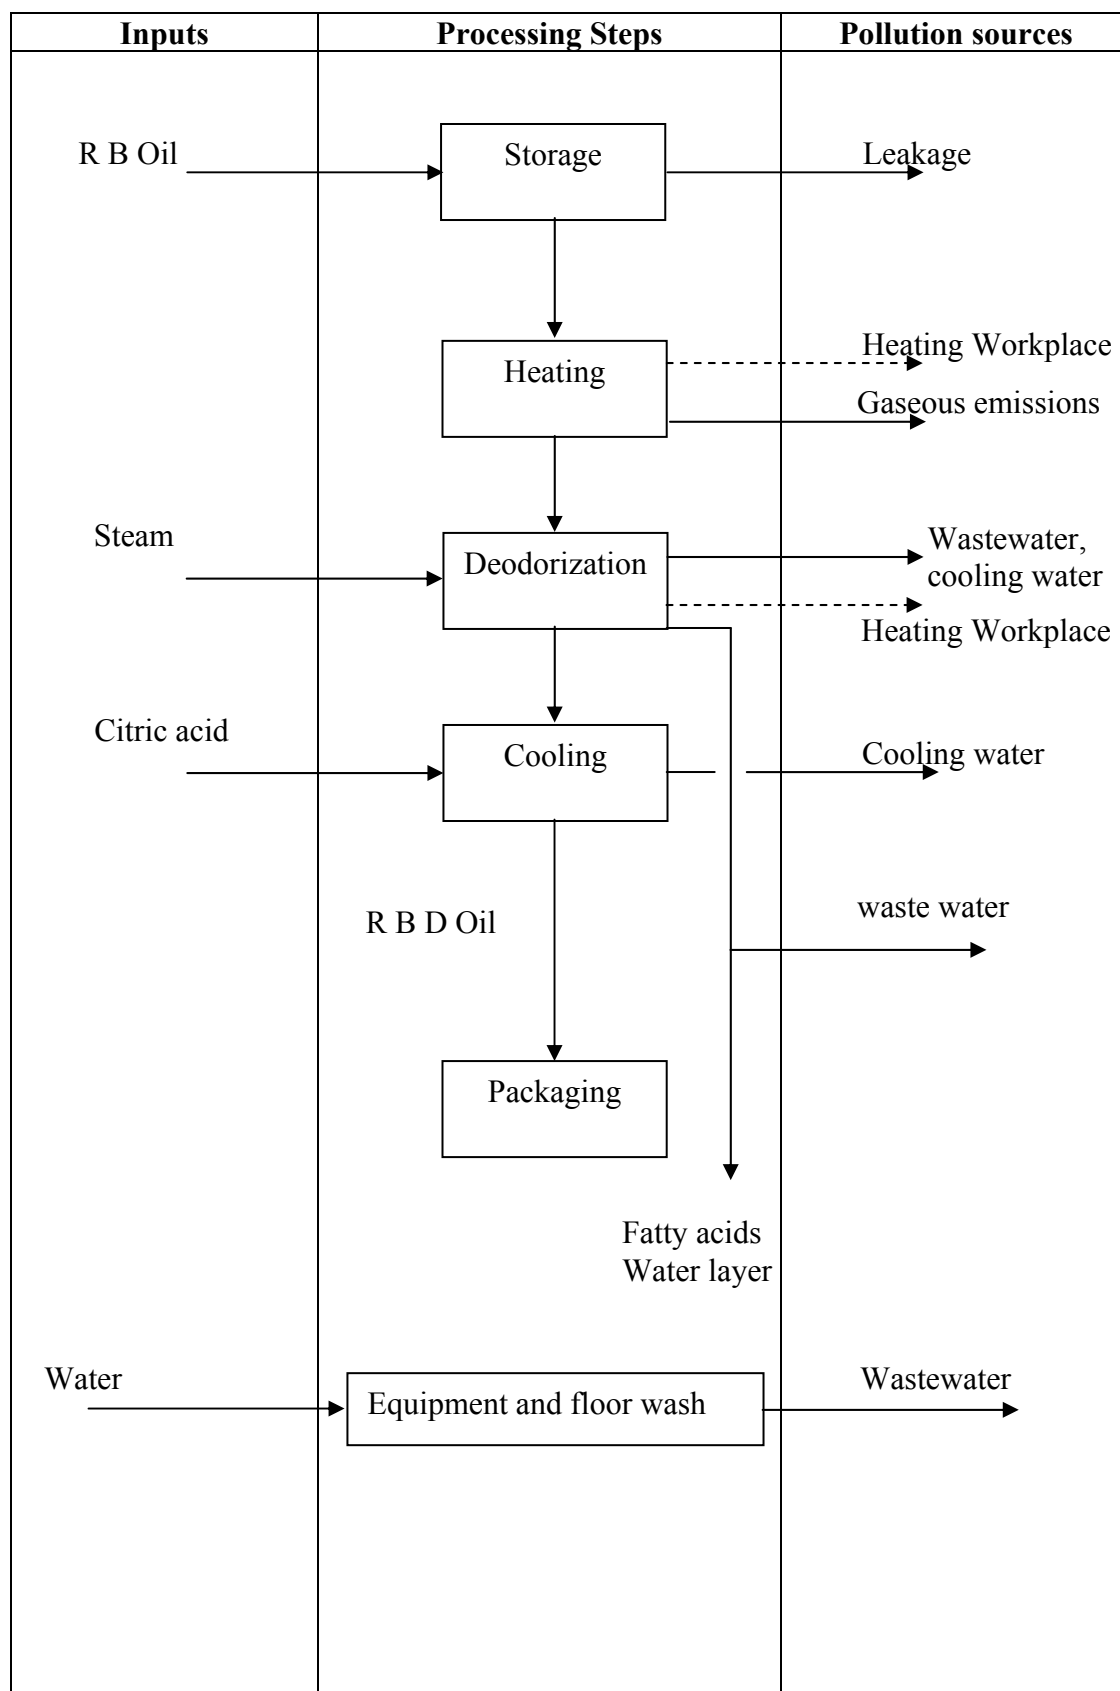 Inputs
Processing Steps
Pollution sources
R B Oil
Storage
Leakage
Heating
Heating Workplace
Gaseous emissions
Steam
Deodorization
Wastewater,
cooling water
Heating Workplace
Citric acid
Cooling
Cooling water
R B D Oil
waste water
Packaging
Fatty acids
Water layer
Water
Equipment and floor wash
Wastewater